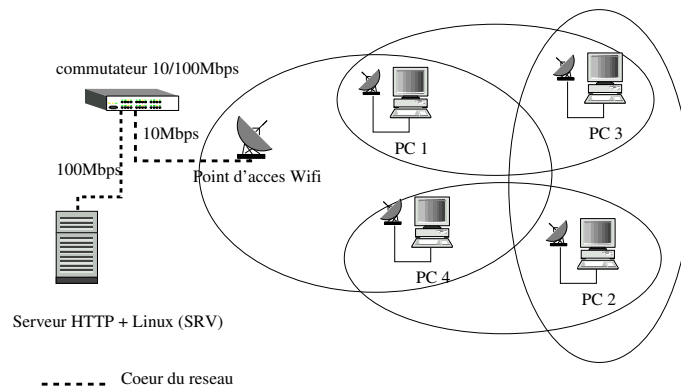 commutateur 10/100Mbps
10Mbps
100Mbps
Point d'acces Wifi
PC 1
PC 3
PC 4
PC 2
Serveur HTTP + Linux (SRV)
Coeur du reseau